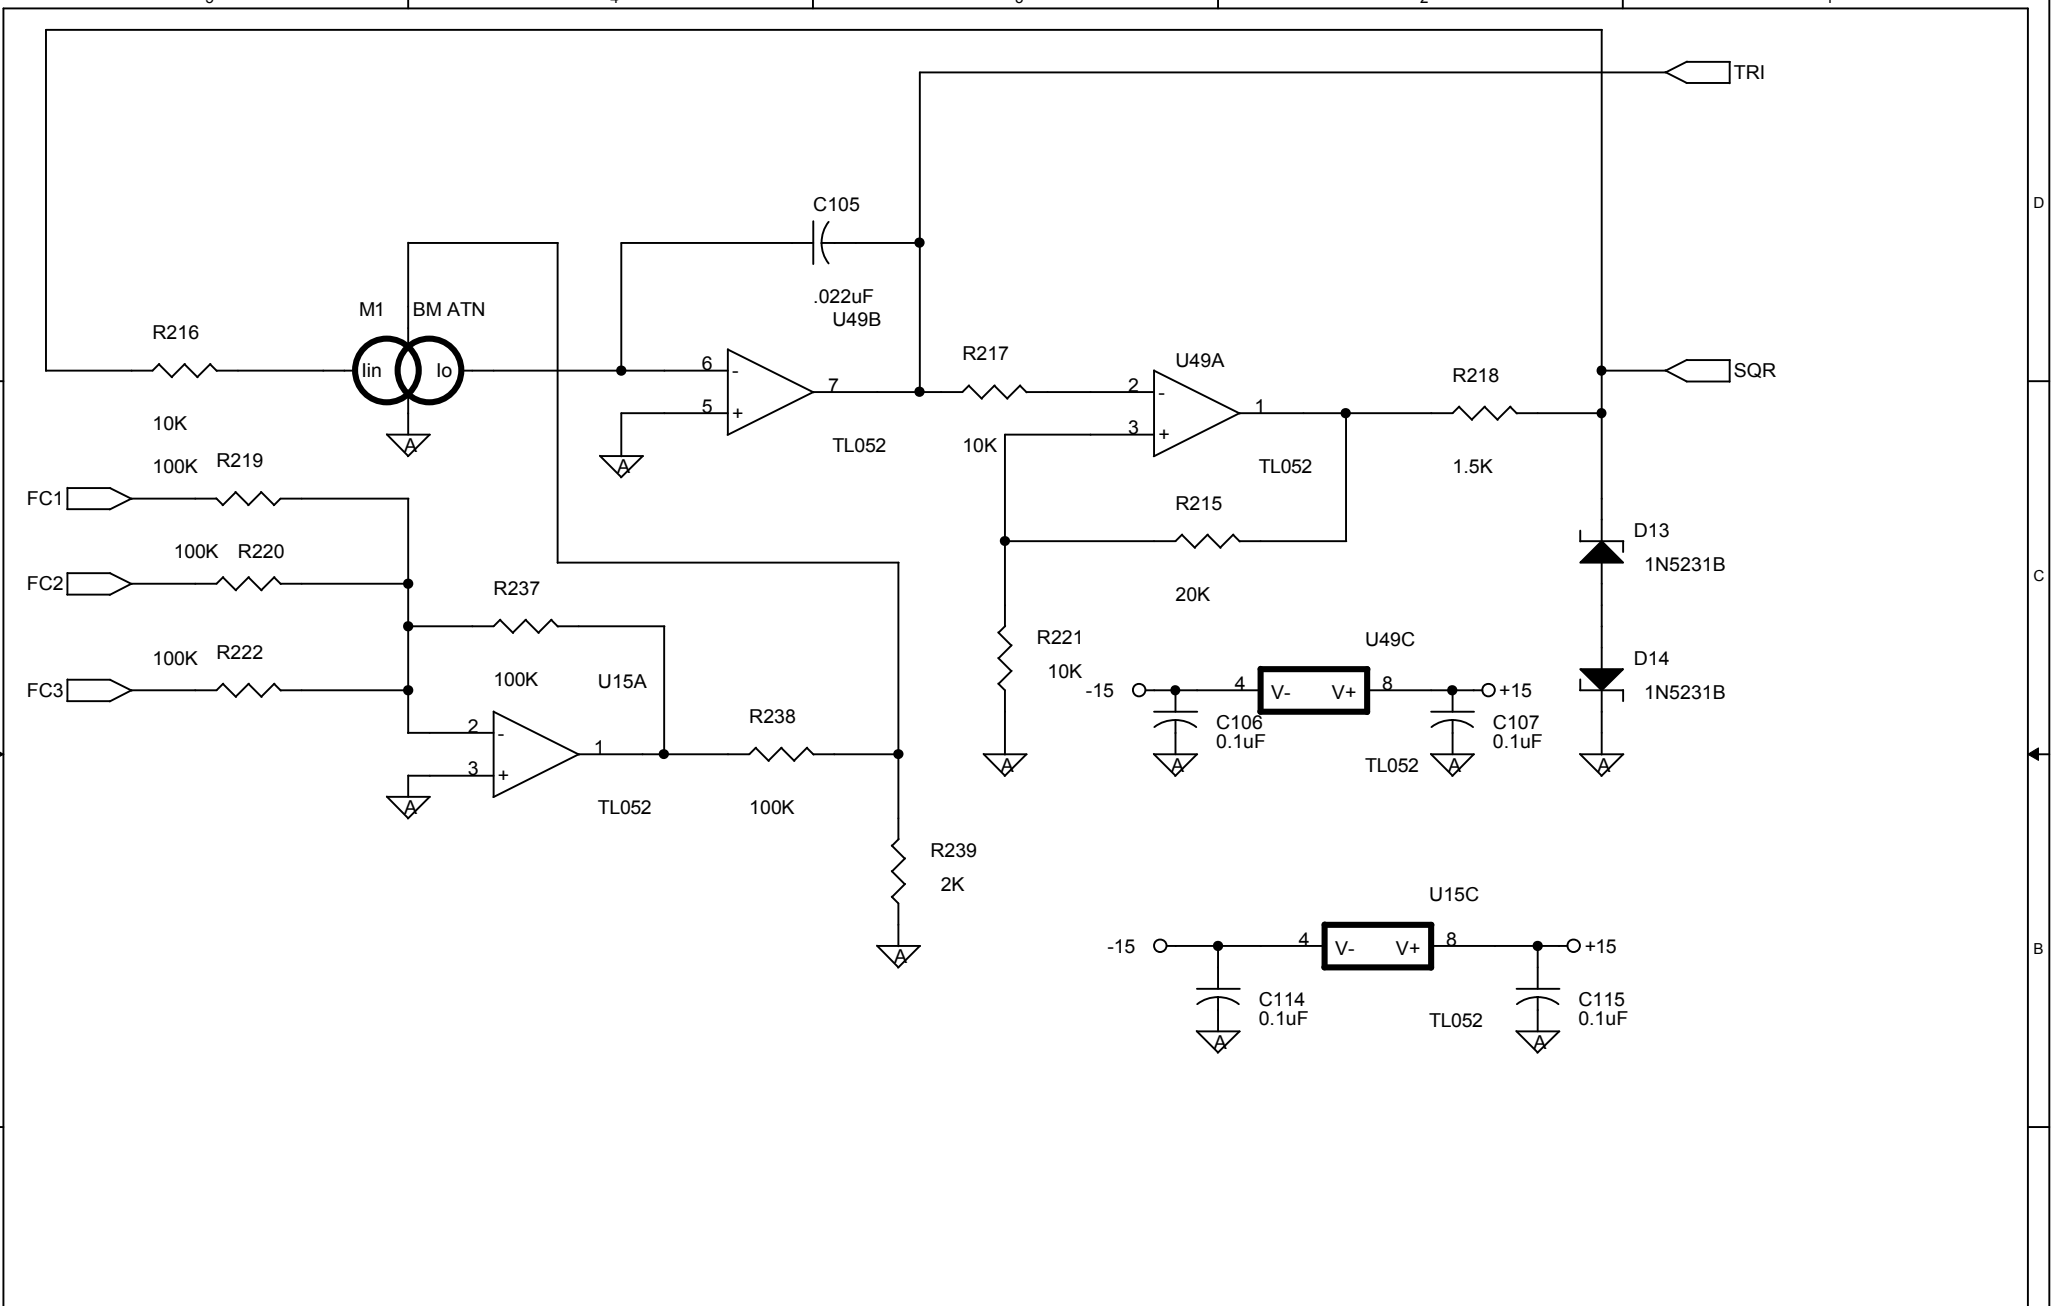 TRI
C105
D
.022uF
U49B
M1 BM ATN
R216
Iin Io
R217
U49A
R218
SQR
6 -
5 +
7
2 -
3 +
1
10K
TL052
10K
TL052
1.5K
A
A
100K R219
FC1
R215
D13
1N5231B
100K R220
FC2
C
R237
20K
R221
10K
U49C
100K R222
FC3
100K
U15A
D14
1N5231B
-15 4 V- V+ 8 +15
R238
C106
0.1uF
C107
0.1uF
2 -
3 +
1
A
A
TL052
A
A
A
TL052
100K
R239
2K
U15C
A
-15 4 V- V+ 8 +15
B
C114
0.1uF
TL052
C115
0.1uF
A
A